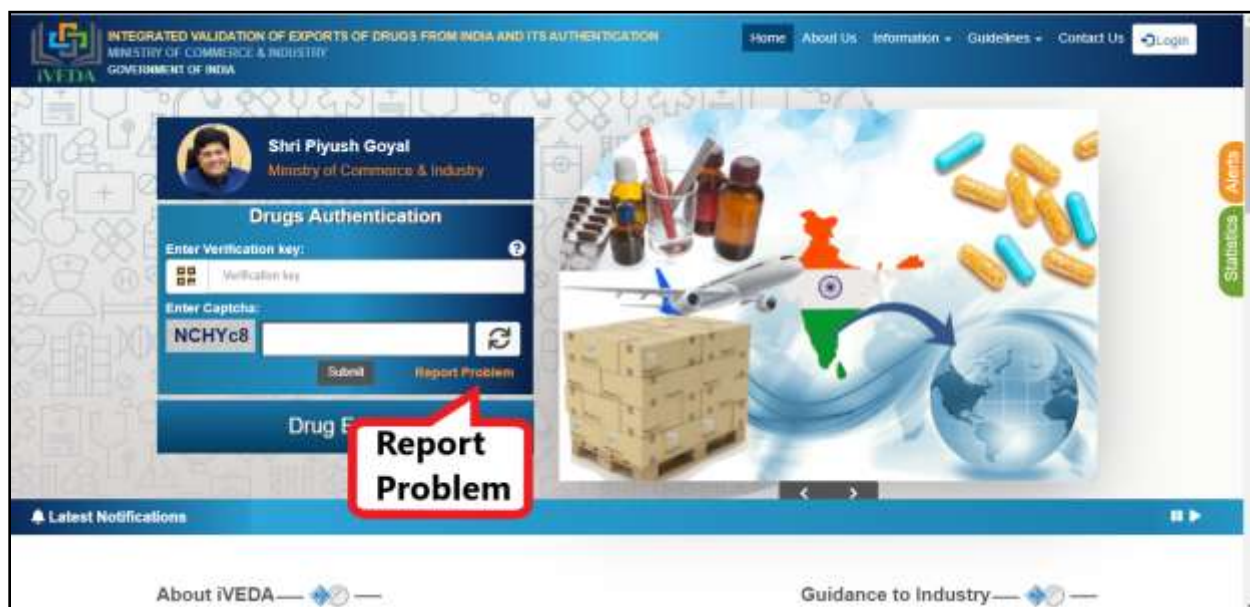 INTEGRATED VALIDATION OF EXPORTS OF DRUGS FROM INDIA AND ITS AUTHENTICATION
MINISTRY OF COMMERCE & INDUSTRY
GOVERNMENT OF INDIA
iVEDA
Home About Us Information Guidelines Contact Us Login
Shri Piyush Goyal
Ministry of Commerce & Industry
Drugs Authentication
Enter Verification key:
?
Verification key
Enter Captcha:
NCHYc8
Submit Report Problem
Drug
Report
Problem
Alerts
Statistics
Latest Notifications
About iVEDA
Guidance to Industry